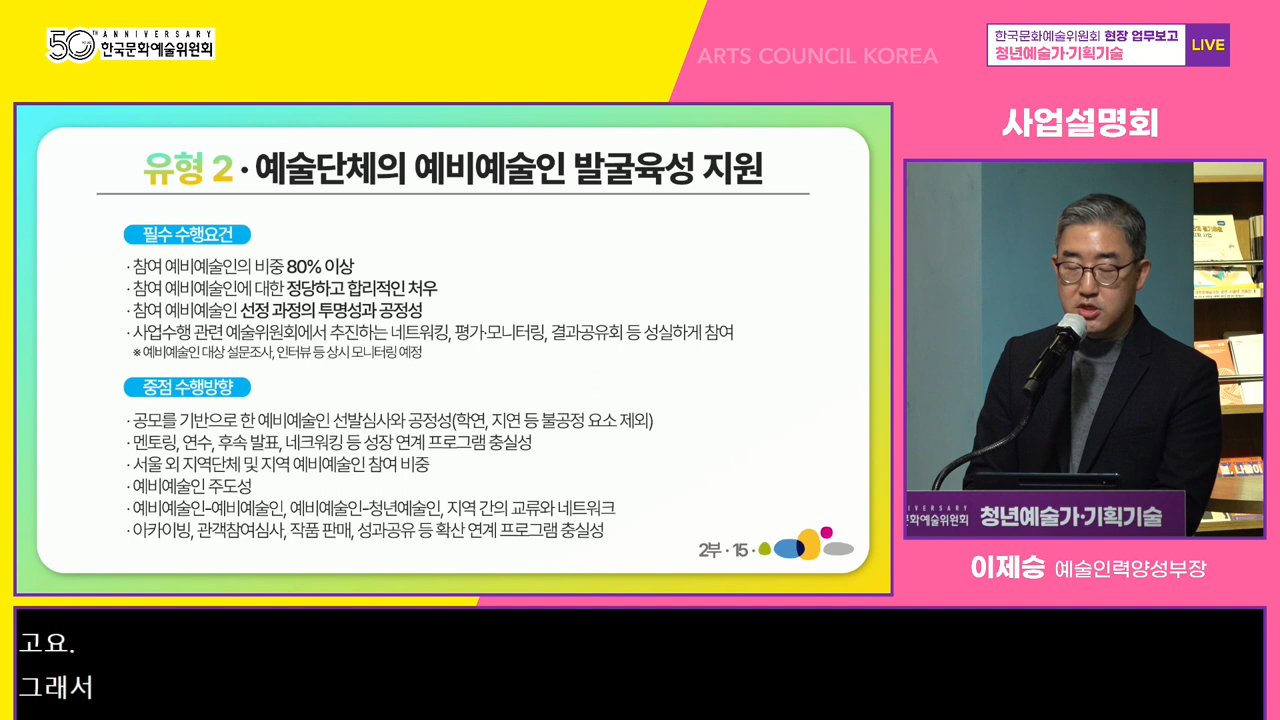 50TH ANNIVERSARY
한국문화예술위원회
ARTS COUNCIL KOREA
한국문화예술위원회 현장 업무보고
청년예술가·기획기술
LIVE
사업설명회
유형 2 · 예술단체의 예비예술인 발굴육성 지원
필수 수행요건
· 참여 예비예술인의 비중 80% 이상
· 참여 예비예술인에 대한 정당하고 합리적인 처우
· 참여 예비예술인 선정 과정의 투명성과 공정성
· 사업수행 관련 예술위원회에서 추진하는 네트워킹, 평가·모니터링, 결과공유회 등 성실하게 참여
※ 예비예술인 대상 설문조사, 인터뷰 등 상시 모니터링 예정
중점 수행방향
· 공모를 기반으로 한 예비예술인 선발심사와 공정성(학연, 지연 등 불공정 요소 제외)
· 멘토링, 연수, 후속 발표, 네크워킹 등 성장 연계 프로그램 충실성
· 서울 외 지역단체 및 지역 예비예술인 참여 비중
· 예비예술인 주도성
· 예비예술인-예비예술인, 예비예술인-청년예술인, 지역 간의 교류와 네트워크
· 아카이빙, 관객참여심사, 작품 판매, 성과공유 등 확산 연계 프로그램 충실성
2부 · 15 ·
청년예술가·기획기술
이제승 예술인력양성부장
고요.
그래서